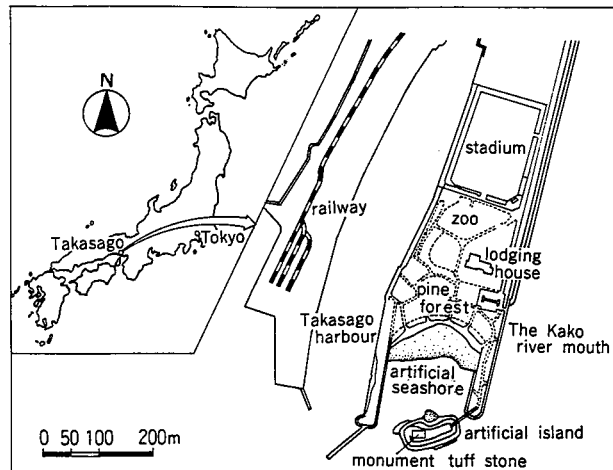 N
Takasago
Tokyo
railway
Takasago
harbour
stadium
zoo
lodging
house
pine
forest
The Kako
river mouth
artificial
seashore
artificial island
monument tuff stone
0 50 100 200m